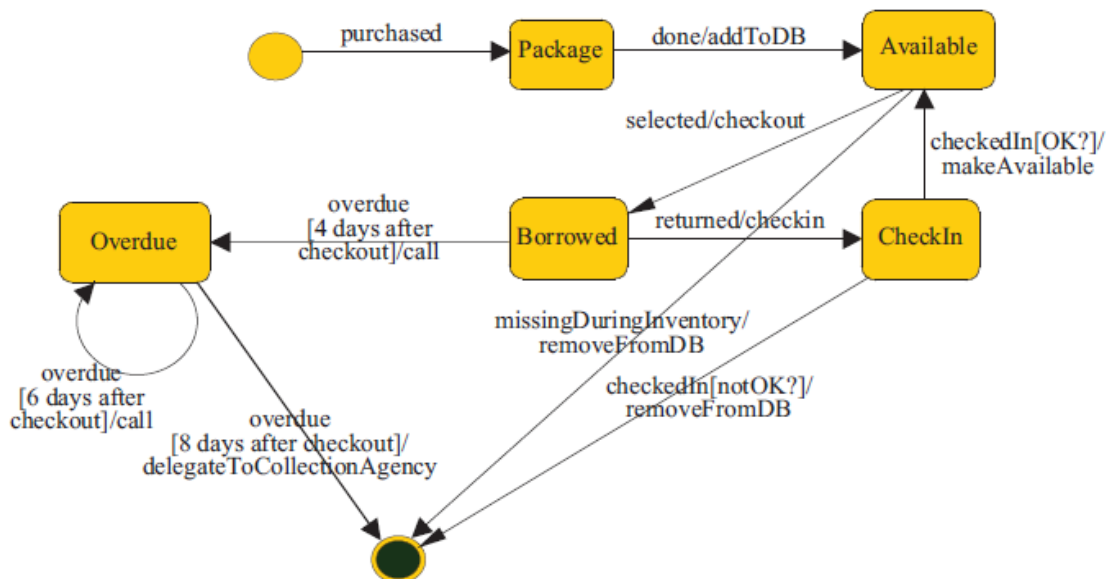 purchased
Package
done/addToDB
Available
selected/checkout
checkedIn[OK?]/
makeAvailable
overdue
[4 days after
checkout]/call
Overdue
Borrowed
returned/checkin
CheckIn
missingDuringInventory/
removeFromDB
overdue
[6 days after
checkout]/call
checkedIn[notOK?]/
removeFromDB
overdue
[8 days after checkout]/
delegateToCollectionAgency